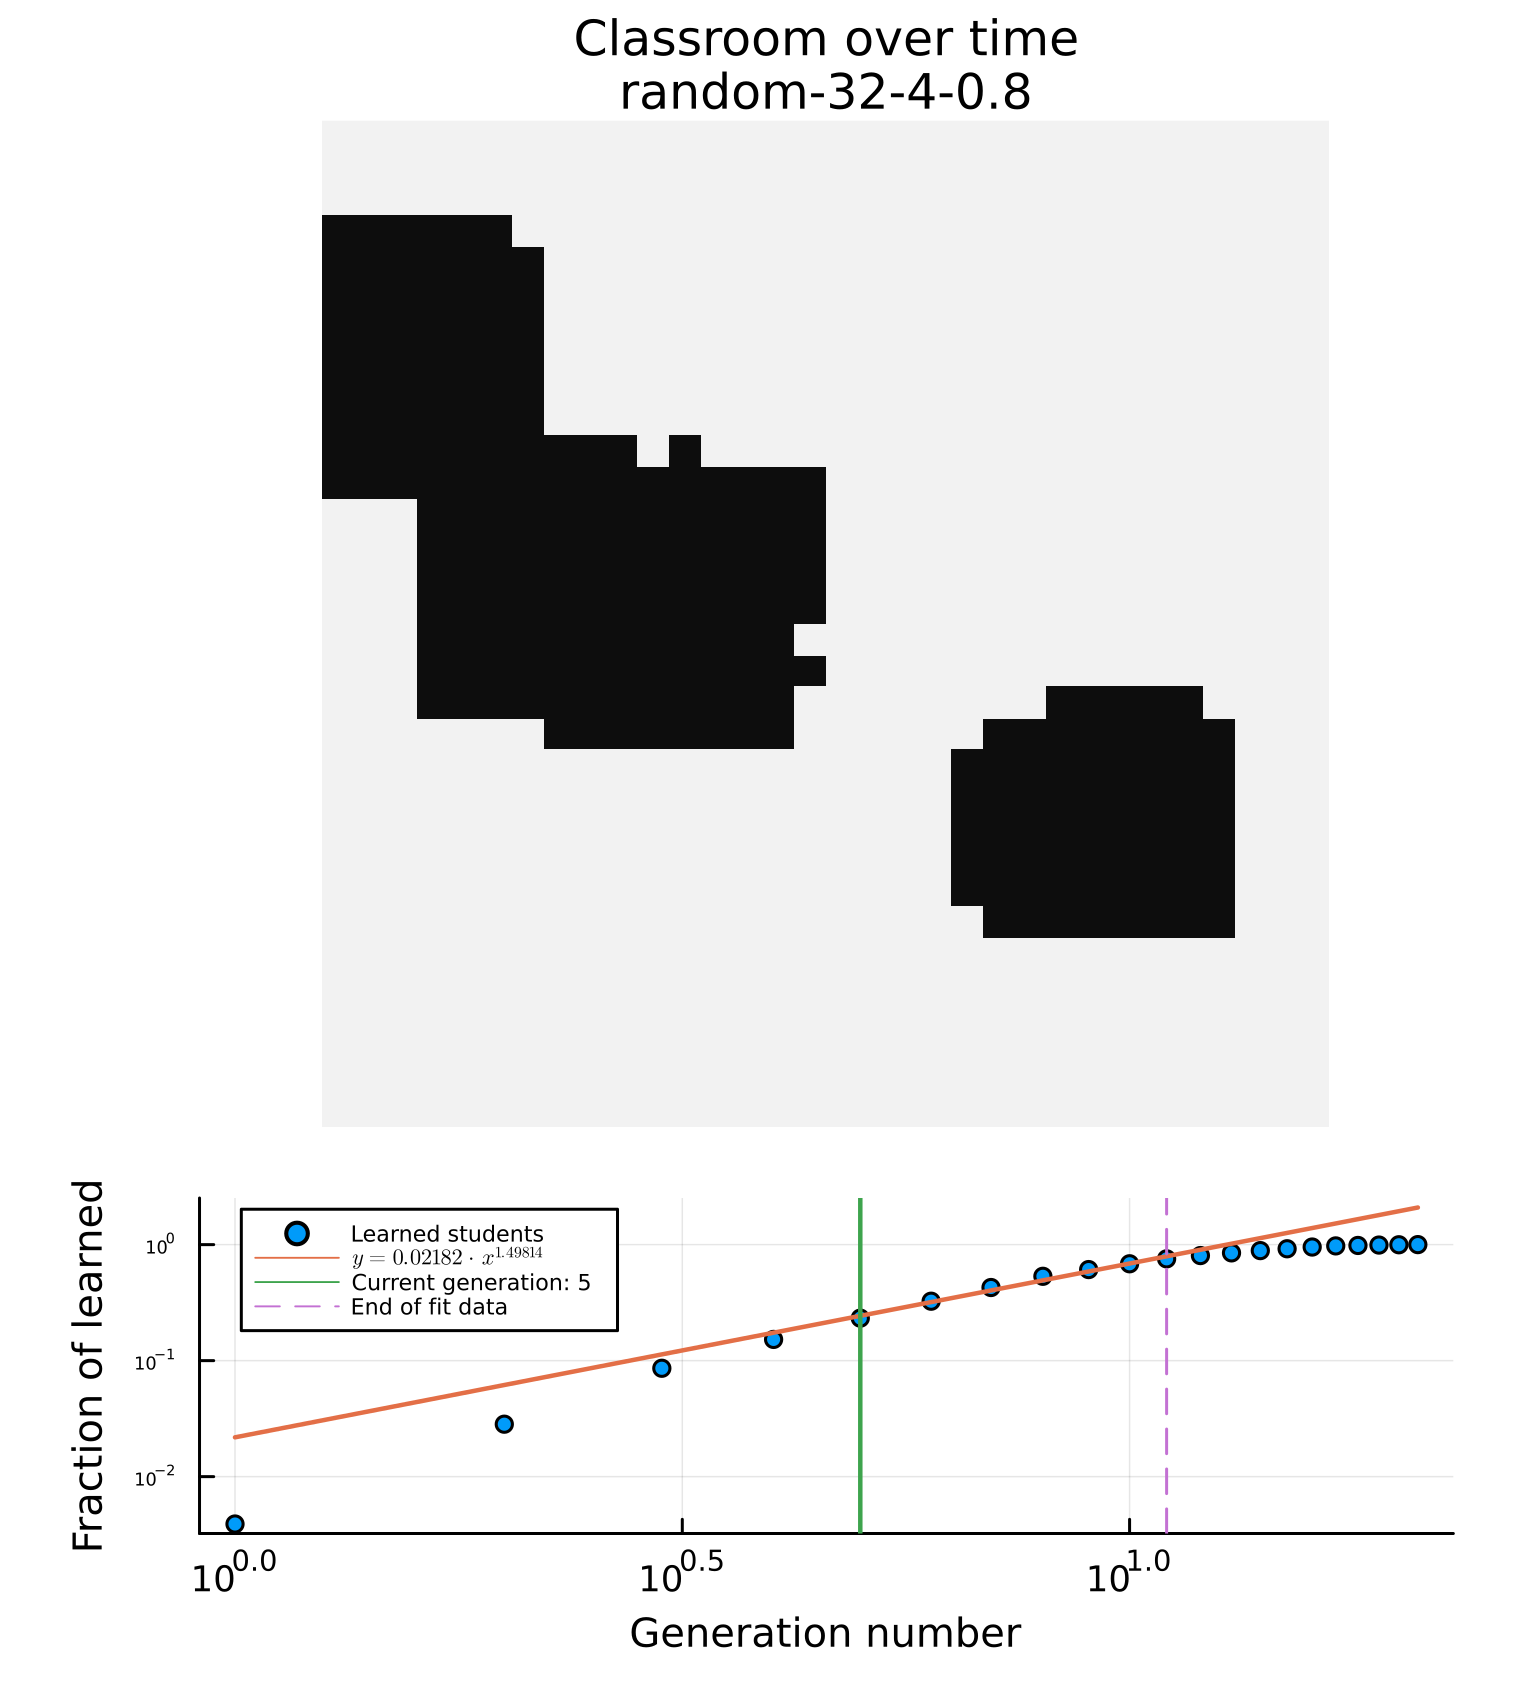 Classroom over time
random-32-4-0.8
Fraction of learned
10^0
10^-1
10^-2
Learned students
y = 0.02182 · x^1.49814
Current generation: 5
End of fit data
10^0.0
10^0.5
10^1.0
Generation number